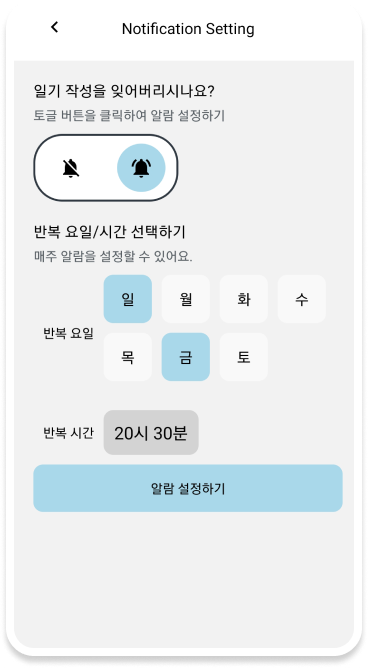 Notification Setting
일기 작성을 잊어버리시나요?
토글 버튼을 클릭하여 알람 설정하기
반복 요일/시간 선택하기
매주 알람을 설정할 수 있어요.
반복 요일
일 월 화 수
목 금 토
반복 시간 20시 30분
알람 설정하기